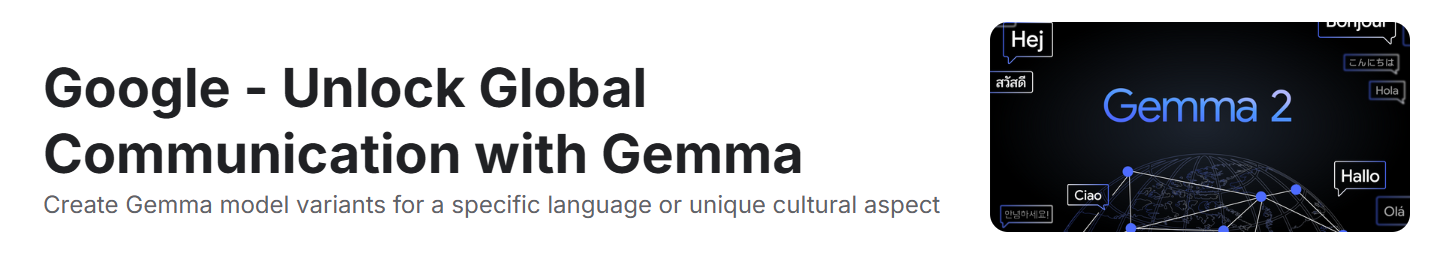 Google - Unlock Global
Communication with Gemma
Create Gemma model variants for a specific language or unique cultural aspect
Hej
Bonjour
こんにちは
สวัสดี
Hola
Gemma 2
Hallo
Ciao
안녕하세요!
Olá